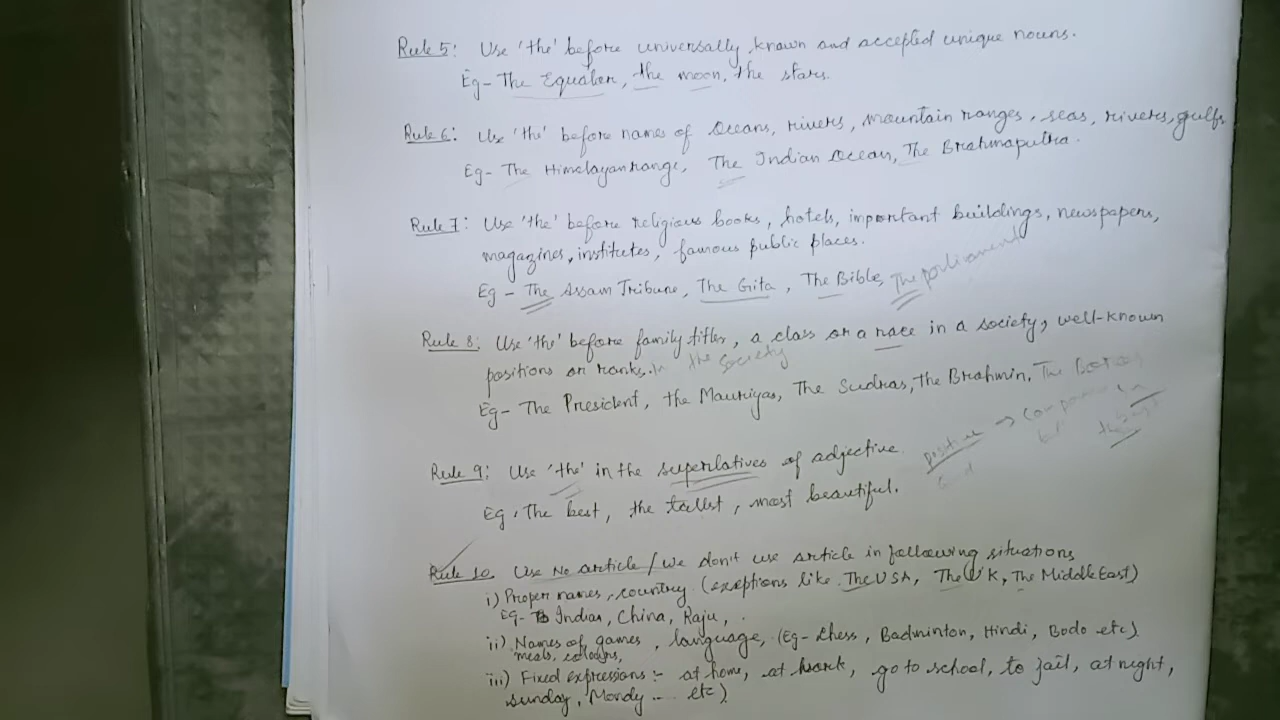 Rule 5: Use 'the' before universally known and accepted unique nouns.
Eg- The Equator, the moon, the stars.
Rule 6: Use 'the' before names of Oceans, rivers, mountain ranges, seas, rivers, gulfs
Eg- The Himalayan range, The Indian Ocean, The Brahmaputra.
Rule 7: Use 'the' before religious books, hotels, important buildings, newspapers,
magazines, institutes, famous public places.
Eg - The Assam Tribune, The Gita, The Bible, The parliament
Rule 8: Use 'the' before family titles, a class or a race in a society, well-known
positions or ranks. In the society
Eg- The President, the Mauriyas, The Sudras, the Brahmin, The
Rule 9: Use 'the' in the superlatives of adjective. positive →
Eg, The best, the tallest, most beautiful.
Rule 10. Use No article/We don't use article in following situations
i) Proper names, country (exceptions like The USA, The UK, The Middle East)
Eg- India, China, Raju,
ii) Names of games, language, (Eg- Chess, Badminton, Hindi, Bodo etc).
meals, colours,
iii) Fixed expressions :- at home, at work, go to school, to jail, at night,
sunday, Mondy ... etc)